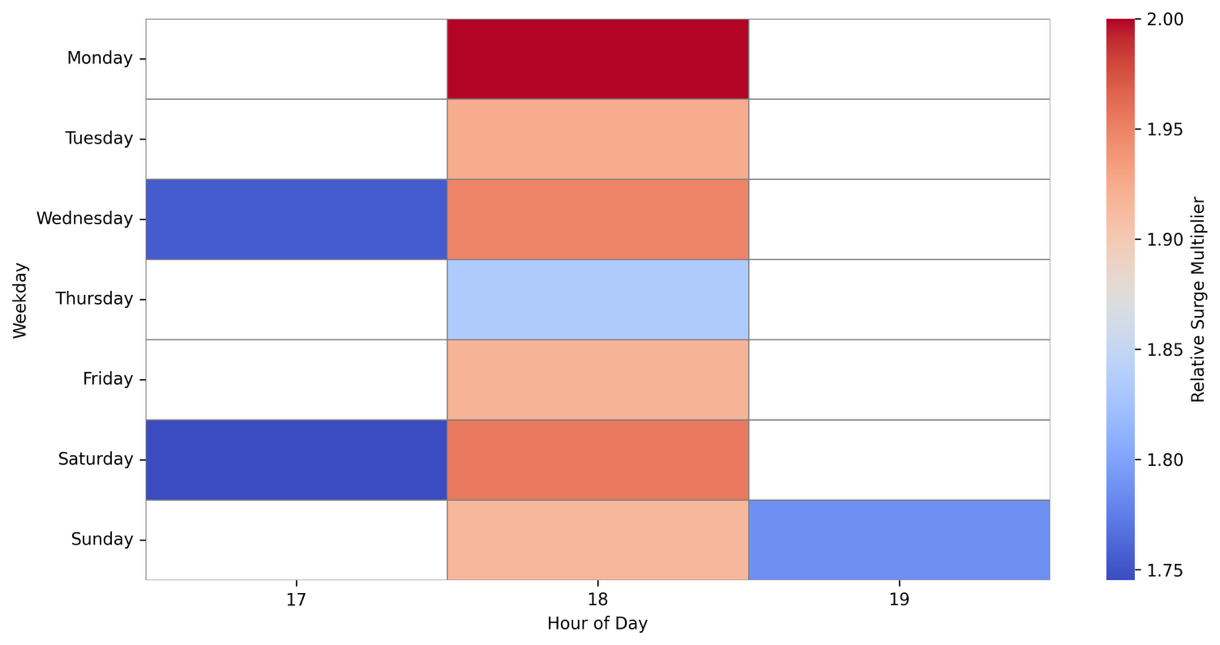 Monday
Tuesday
Wednesday
Thursday
Friday
Saturday
Sunday
Weekday
17 18 19
Hour of Day
2.00
1.95
1.90
1.85
1.80
1.75
Relative Surge Multiplier